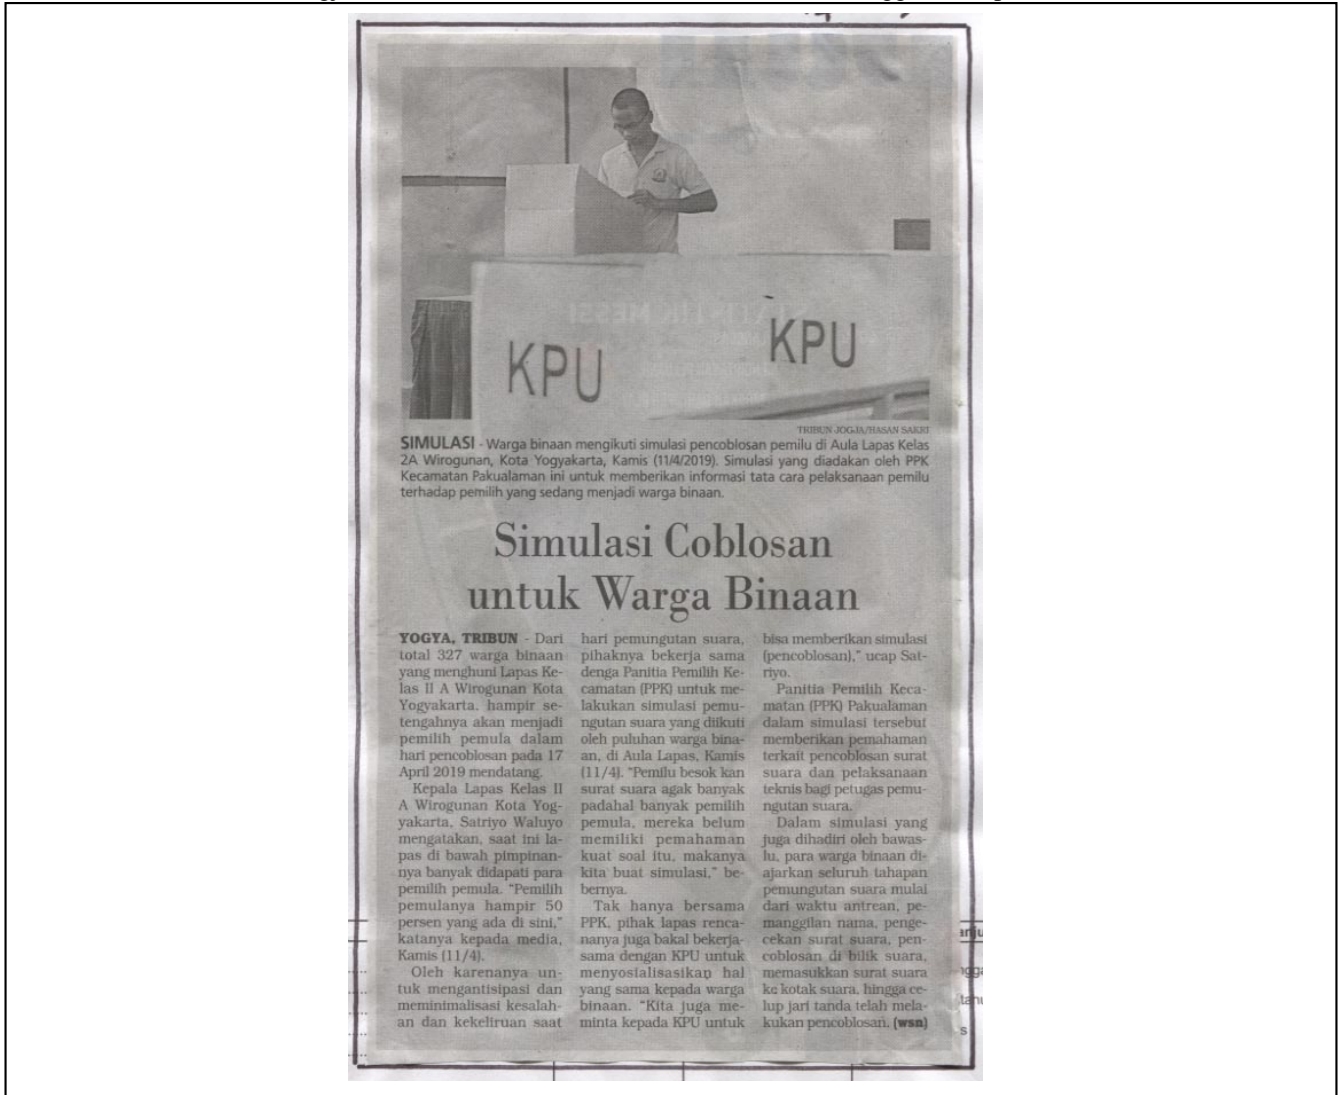 KPU
KPU
TRIBUN JOGJA/HASAN SAKRI
SIMULASI - Warga binaan mengikuti simulasi pencoblosan pemilu di Aula Lapas Kelas
2A Wirogunan, Kota Yogyakarta, Kamis (11/4/2019). Simulasi yang diadakan oleh PPK
Kecamatan Pakualaman ini untuk memberikan informasi tata cara pelaksanaan pemilu
terhadap pemilih yang sedang menjadi warga binaan.
Simulasi Coblosan
untuk Warga Binaan
YOGYA, TRIBUN - Dari
total 327 warga binaan
yang menghuni Lapas Ke-
las II A Wirogunan Kota
Yogyakarta, hampir se-
tengahnya akan menjadi
pemilih pemula dalam
hari pencoblosan pada 17
April 2019 mendatang.
Kepala Lapas Kelas II
A Wirogunan Kota Yog-
yakarta, Satriyo Waluyo
mengatakan, saat ini la-
pas di bawah pimpinan-
nya banyak didapati para
pemilih pemula. "Pemilih
pemulanya hampir 50
persen yang ada di sini,"
katanya kepada media,
Kamis (11/4).
Oleh karenanya un-
tuk mengantisipasi dan
meminimalisasi kesalah-
an dan kekeliruan saat
hari pemungutan suara,
pihaknya bekerja sama
denga Panitia Pemilih Ke-
camatan (PPK) untuk me-
lakukan simulasi pemu-
ngutan suara yang diikuti
oleh puluhan warga bina-
an, di Aula Lapas, Kamis
(11/4). "Pemilu besok kan
surat suara agak banyak
padahal banyak pemilih
pemula, mereka belum
memiliki pemahaman
kuat soal itu, makanya
kita buat simulasi," be-
bernya.
Tak hanya bersama
PPK, pihak lapas renca-
nanya juga bakal bekerja-
sama dengan KPU untuk
menyosialisasikan hal
yang sama kepada warga
binaan. "Kita juga me-
minta kepada KPU untuk
bisa memberikan simulasi
(pencoblosan)," ucap Sat-
riyo.
Panitia Pemilih Keca-
matan (PPK) Pakualaman
dalam simulasi tersebut
memberikan pemahaman
terkait pencoblosan surat
suara dan pelaksanaan
teknis bagi petugas pemu-
ngutan suara.
Dalam simulasi yang
juga dihadiri oleh bawas-
lu, para warga binaan di-
ajarkan seluruh tahapan
pemungutan suara mulai
dari waktu antrean, pe-
manggilan nama, penge-
cekan surat suara, pen-
coblosan di bilik suara,
memasukkan surat suara
ke kotak suara, hingga ce-
lup jari tanda telah mela-
kukan pencoblosan. (wsn)